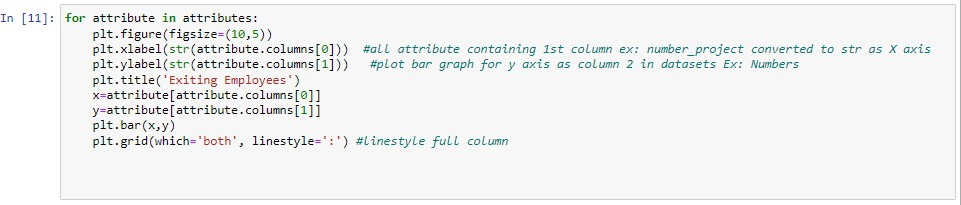 In [11]: for attribute in attributes:
plt.figure(figsize=(10,5))
plt.xlabel(str(attribute.columns[0])) #all attribute containing 1st column ex: number_project converted to str as X axis
plt.ylabel(str(attribute.columns[1])) #plot bar graph for y axis as column 2 in datasets Ex: Numbers
plt.title('Exiting Employees')
x=attribute[attribute.columns[0]]
y=attribute[attribute.columns[1]]
plt.bar(x,y)
plt.grid(which='both', linestyle=':') #linestyle full column